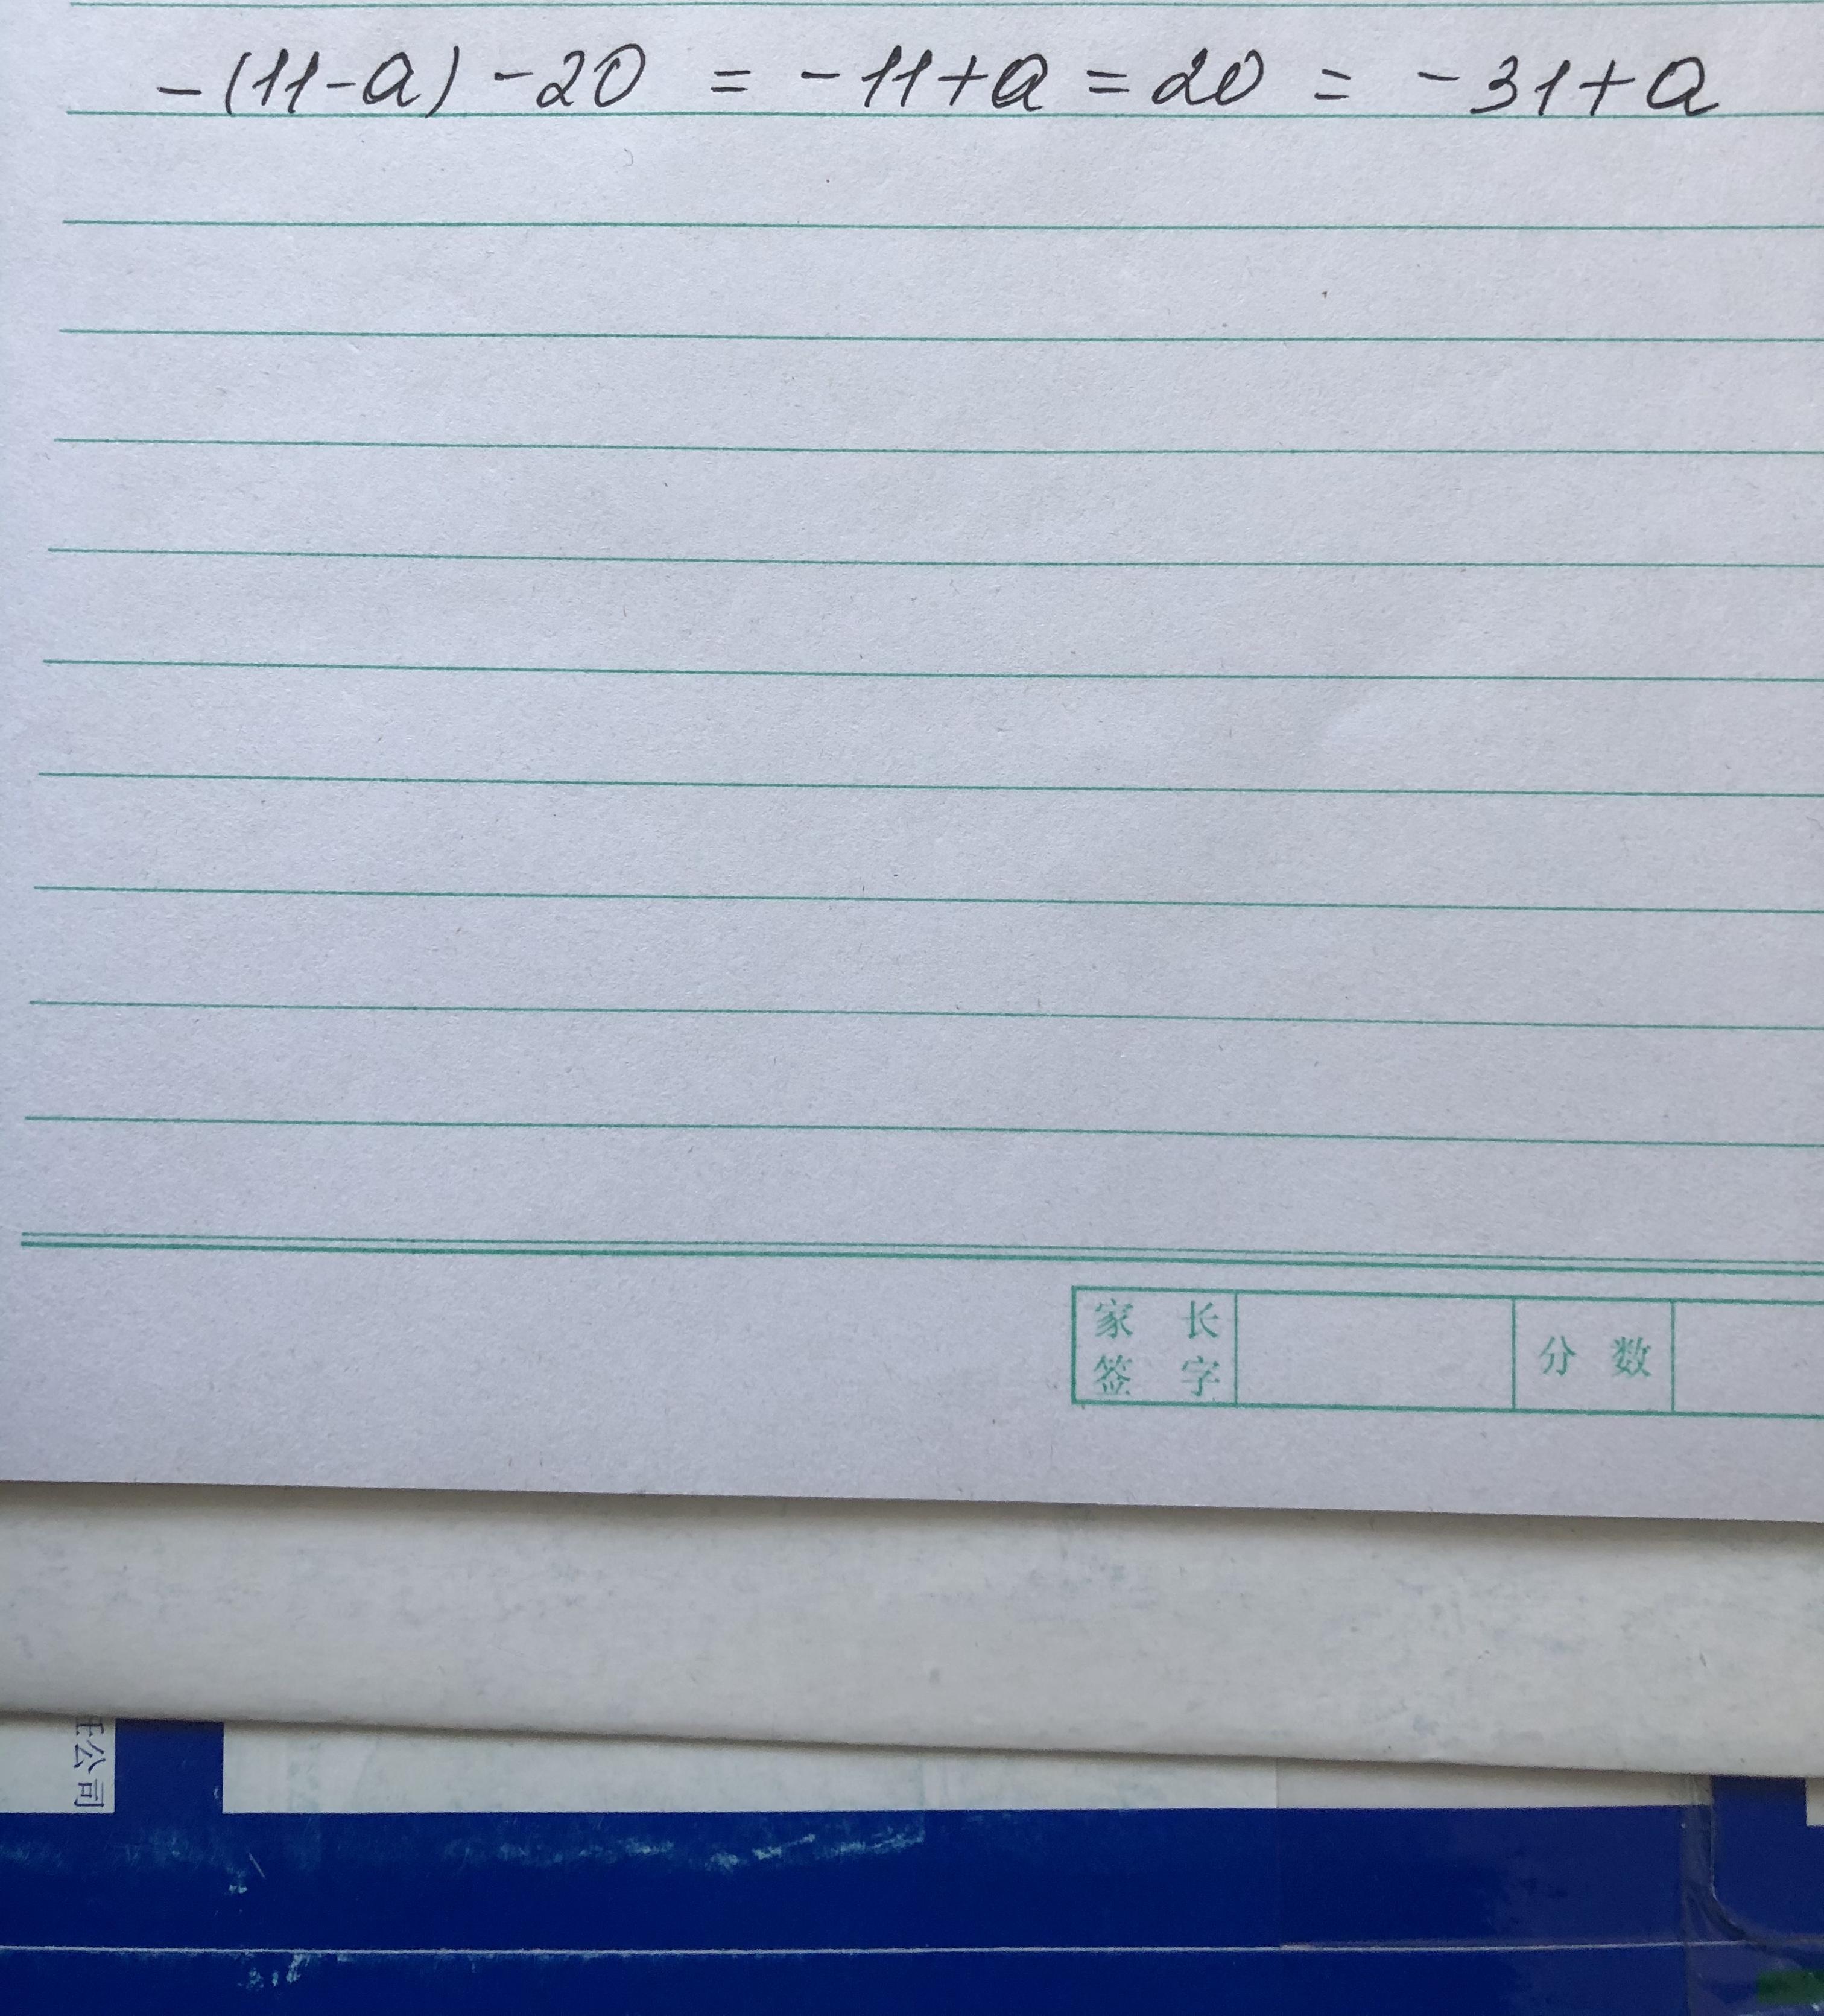 -(11-a)-20 = -11+a=20 = -31+a
家长签字 分数
公司